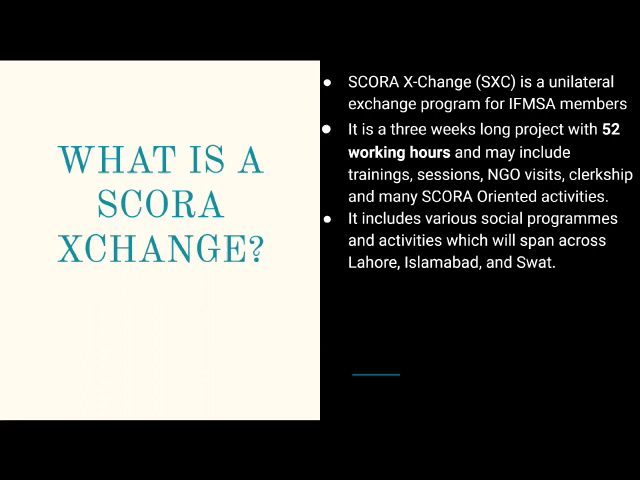 WHAT IS A
SCORA
XCHANGE?
● SCORA X-Change (SXC) is a unilateral
exchange program for IFMSA members
● It is a three weeks long project with 52
working hours and may include
trainings, sessions, NGO visits, clerkship
and many SCORA Oriented activities.
● It includes various social programmes
and activities which will span across
Lahore, Islamabad, and Swat.